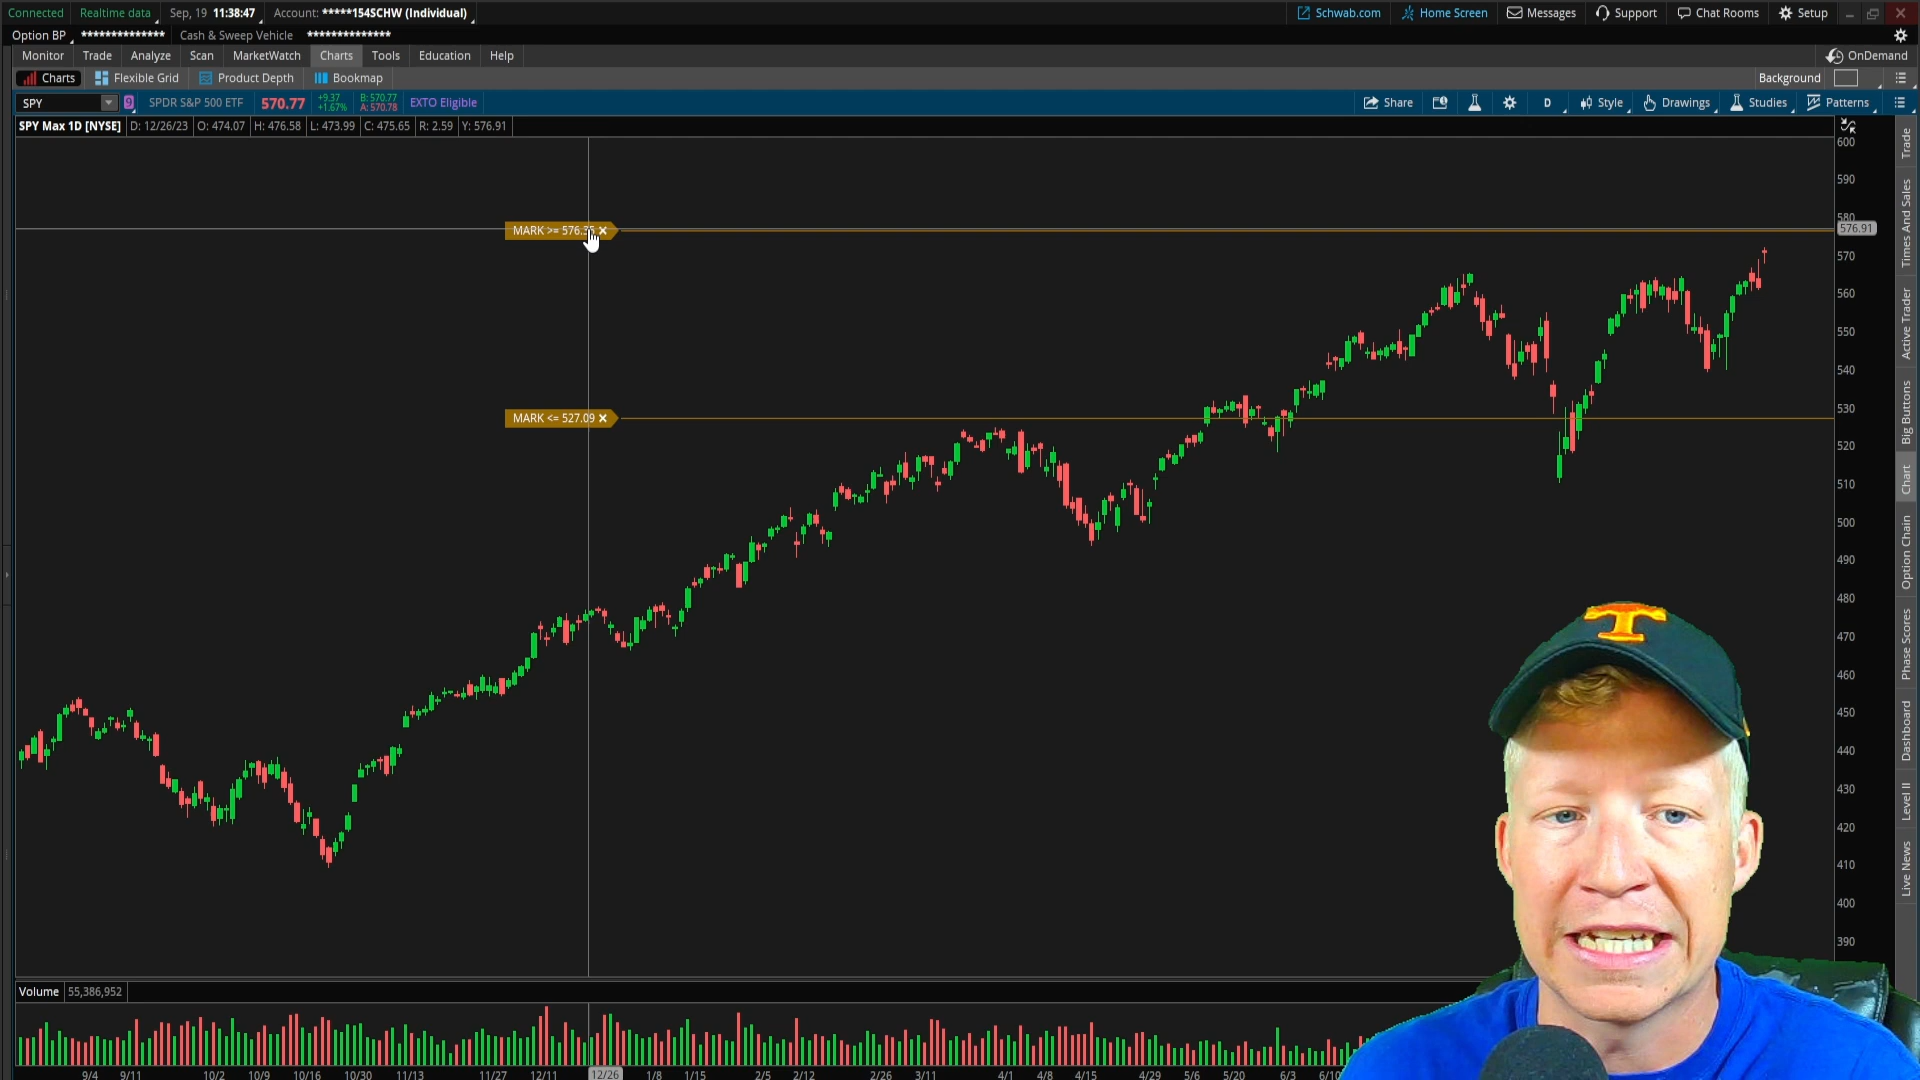 Connected Realtime data Sep, 19 11:38:47 Account: *****154SCHW (Individual) Schwab.com Home Screen Messages Support Chat Rooms Setup
Option BP ************** Cash & Sweep Vehicle **************
Monitor Trade Analyze Scan MarketWatch Charts Tools Education Help OnDemand
Charts Flexible Grid Product Depth Bookmap Background
SPY 9 SPDR S&P 500 ETF 570.77 +9.37 B: 570.77 EXTO Eligible Share D Style Drawings Studies Patterns
+1.67% A: 570.78
SPY Max 1D [NYSE] D: 12/26/23 O: 474.07 H: 476.58 L: 473.99 C: 475.65 R: 2.59 Y: 576.91
600
590
580
MARK >= 576.91
MARK >=
570
560
550
540
530
MARK <= 527.09
520
510
500
490
480
470
460
450
440
430
420
410
400
390
Trade
Times And Sales
Active Trader
Big Buttons
Chart
Option Chain
Phase Scores
Dashboard
Level II
Live News
T
Volume 55,386,952
9/4 9/11 10/2 10/9 10/16 10/30 11/13 11/27 12/11 12/26 1/8 1/15 2/5 2/12 2/26 3/11 4/1 4/8 4/15 4/29 5/6 5/20 6/3 6/10